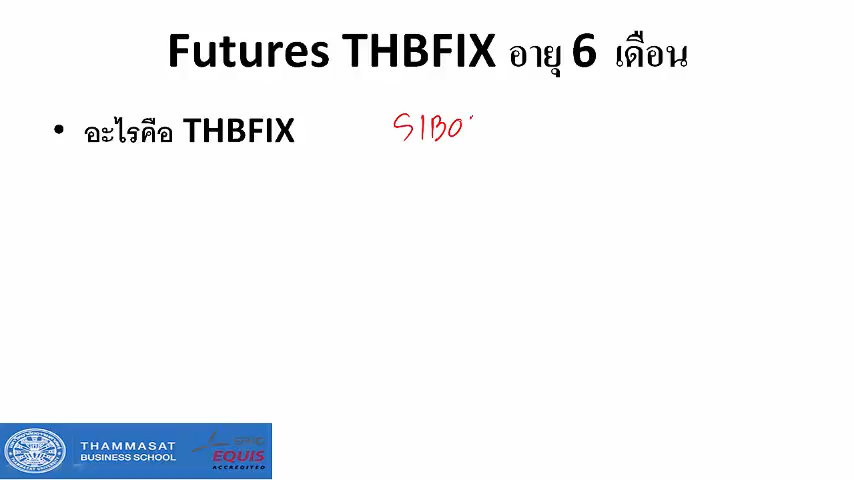 Futures THBFIX อายุ 6 เดือน
• อะไรคือ THBFIX
SIBO
THAMMASAT
BUSINESS SCHOOL
EQUIS
ACCREDITED